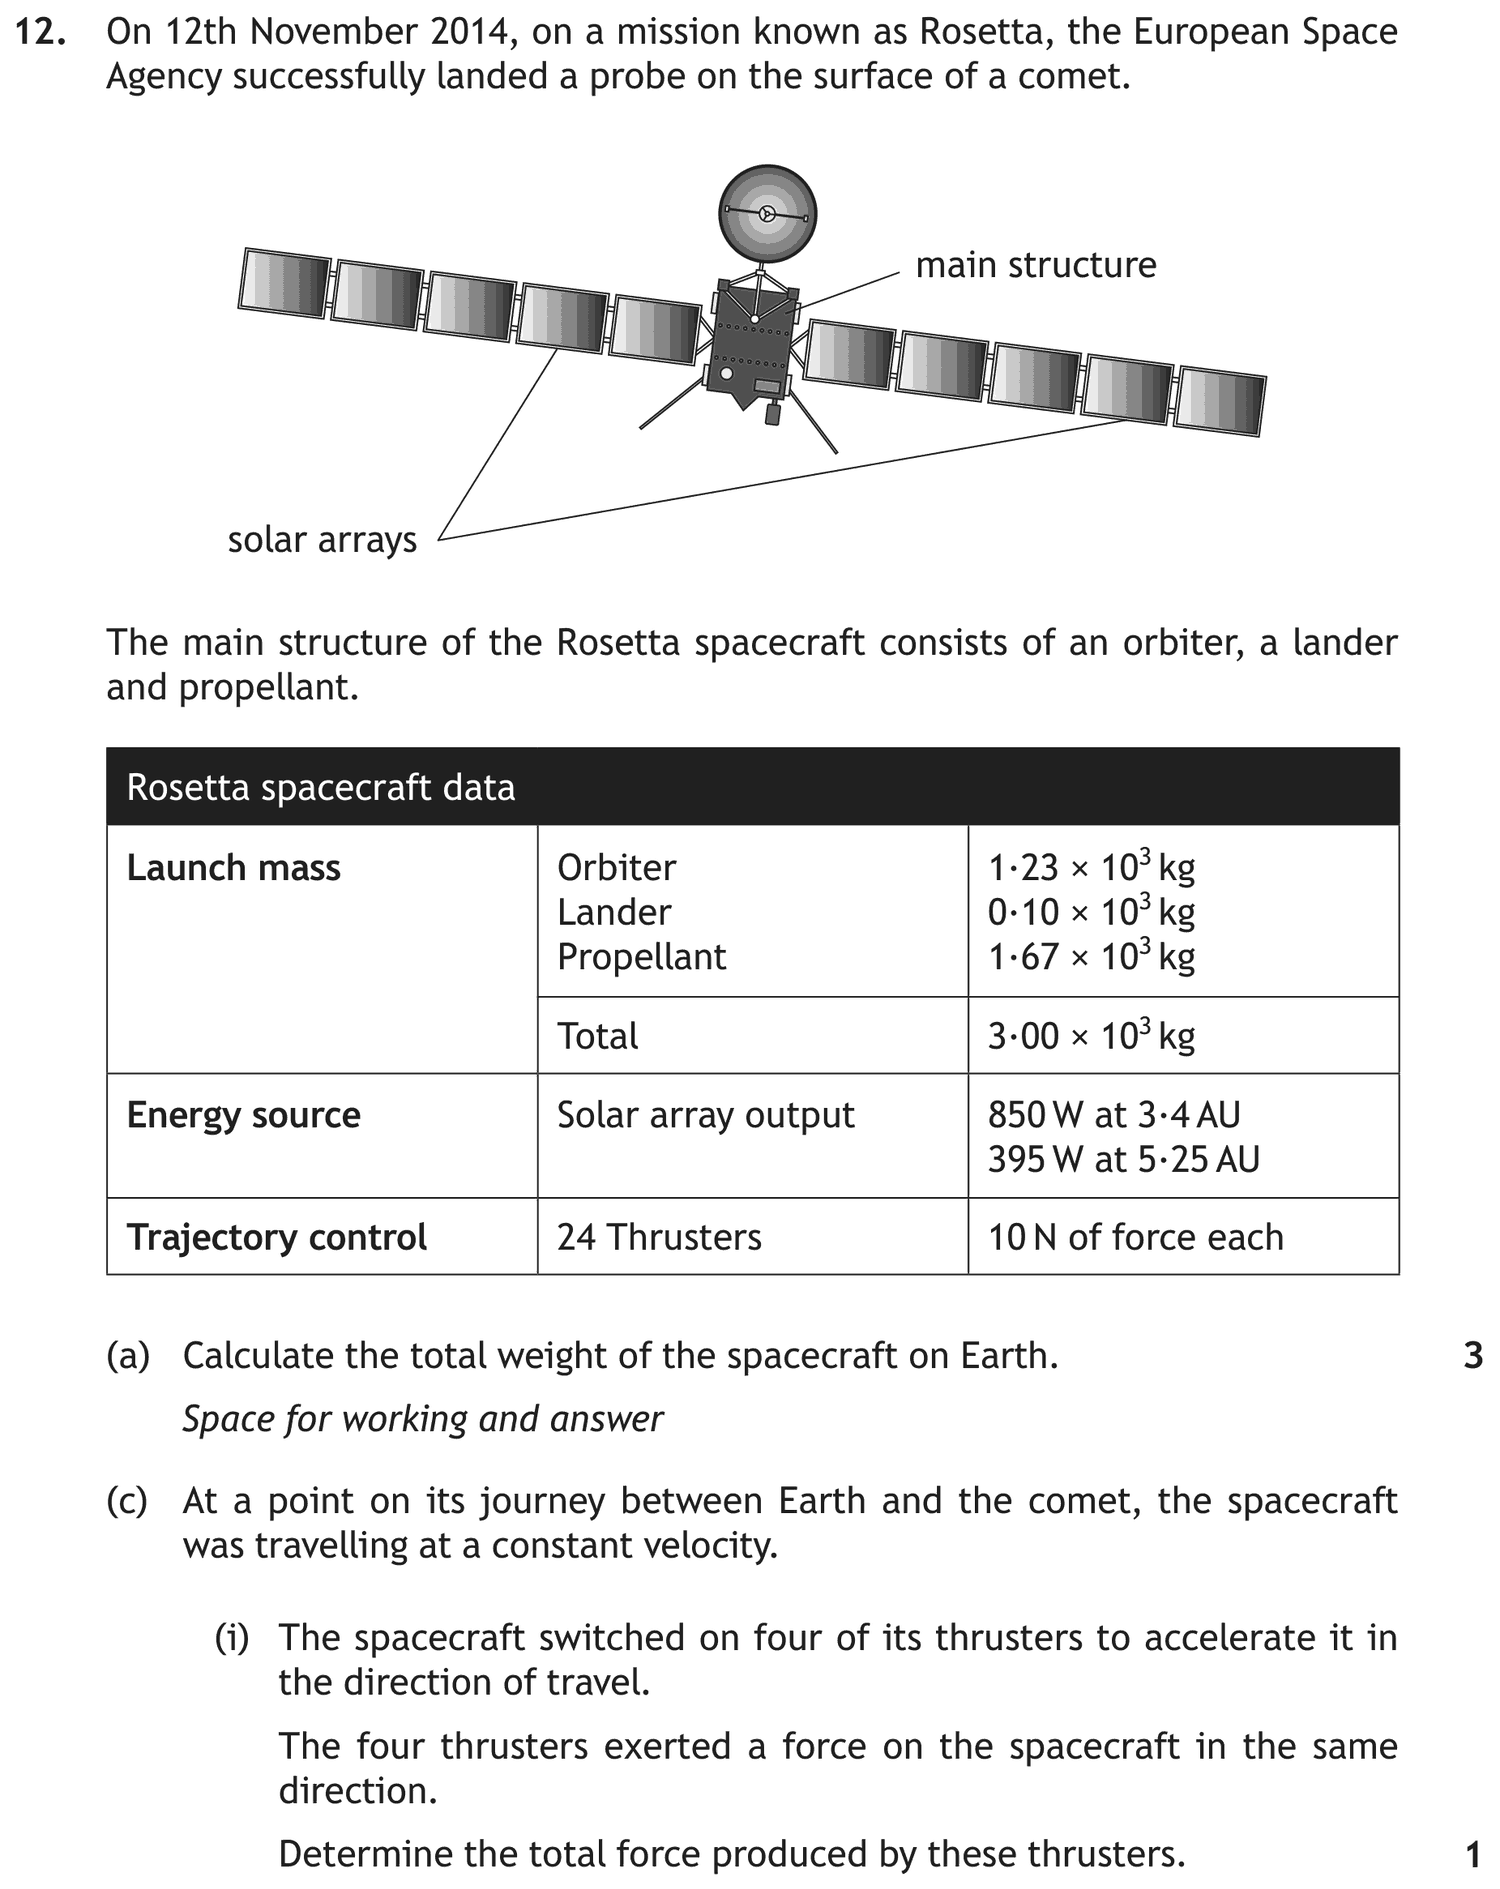 12. On 12th November 2014, on a mission known as Rosetta, the European Space
Agency successfully landed a probe on the surface of a comet.
main structure
solar arrays
The main structure of the Rosetta spacecraft consists of an orbiter, a lander
and propellant.
Rosetta spacecraft data
Launch mass Orbiter 1·23 × 10³ kg
Lander 0·10 × 10³ kg
Propellant 1·67 × 10³ kg
Total 3·00 × 10³ kg
Energy source Solar array output 850 W at 3·4 AU
395 W at 5·25 AU
Trajectory control 24 Thrusters 10 N of force each
(a) Calculate the total weight of the spacecraft on Earth. 3
Space for working and answer
(c) At a point on its journey between Earth and the comet, the spacecraft
was travelling at a constant velocity.
(i) The spacecraft switched on four of its thrusters to accelerate it in
the direction of travel.
The four thrusters exerted a force on the spacecraft in the same
direction.
Determine the total force produced by these thrusters. 1